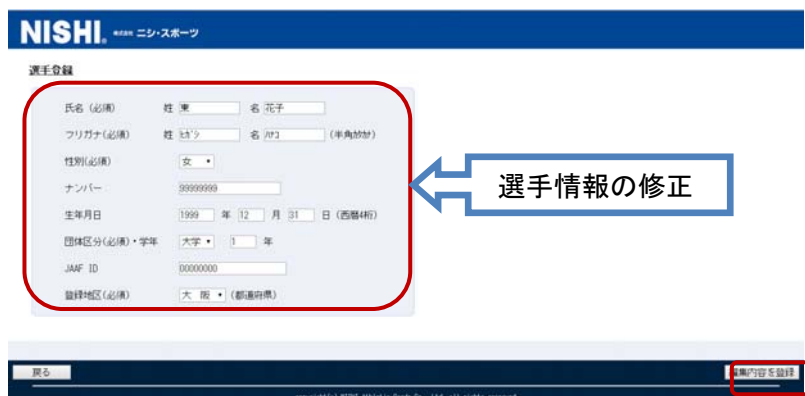 NISHI. 株式会社 ニシ・スポーツ
選手登録
氏名（必須） 姓 東 名 花子
フリガナ(必須) 姓 ﾋｶﾞｼ 名 ﾊﾅｺ (半角ｶﾀｶﾅ)
性別(必須) 女
ナンバー 99999999
生年月日 1999 年 12 月 31 日 (西暦4桁)
団体区分(必須)・学年 大学 1 年
JAAF ID 00000000
登録地区(必須) 大 阪 (都道府県)
選手情報の修正
戻る 編集内容を登録